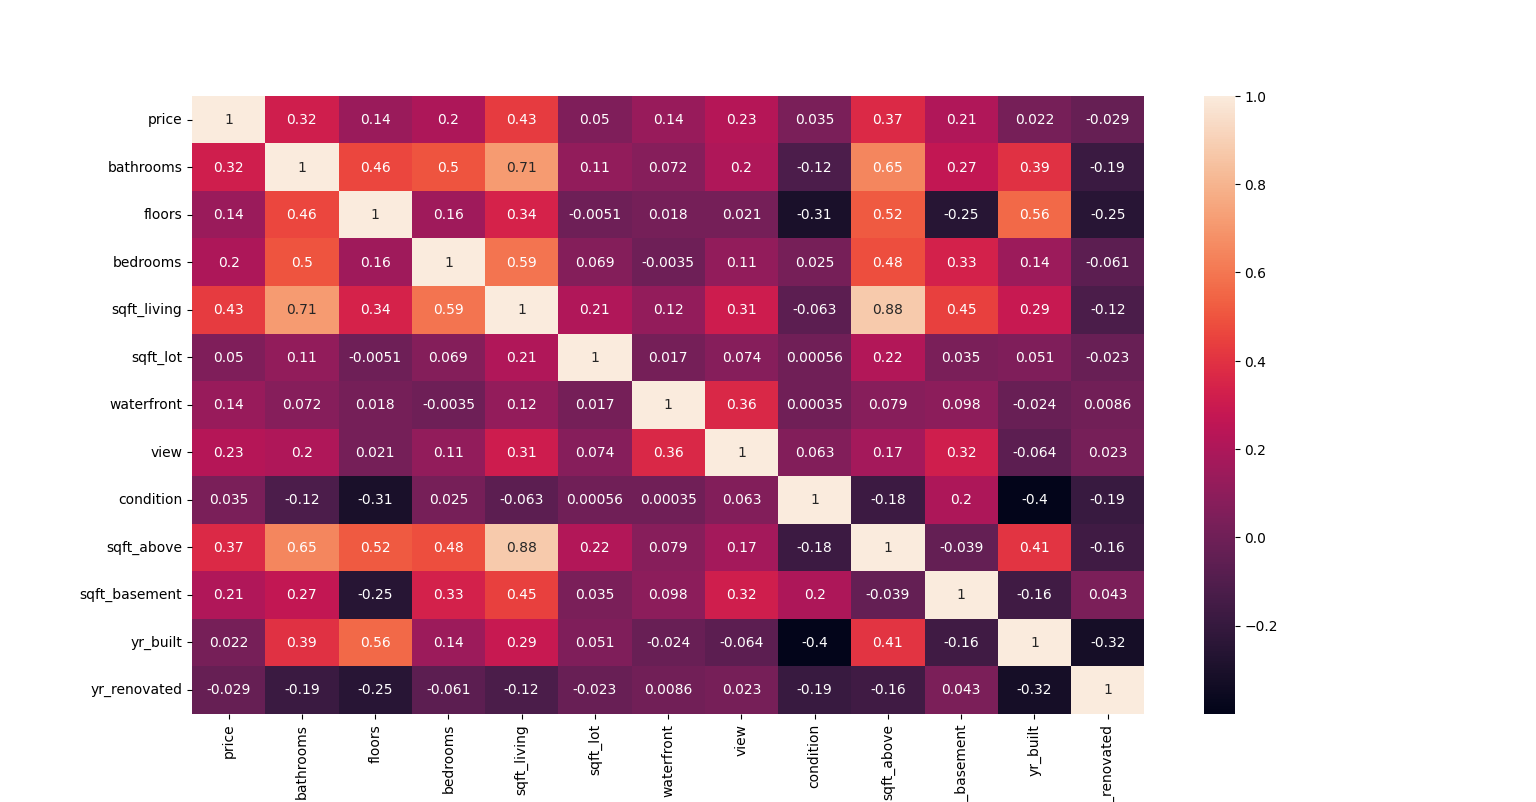 price 1 0.32 0.14 0.2 0.43 0.05 0.14 0.23 0.035 0.37 0.21 0.022 -0.029
bathrooms 0.32 1 0.46 0.5 0.71 0.11 0.072 0.2 -0.12 0.65 0.27 0.39 -0.19
floors 0.14 0.46 1 0.16 0.34 -0.0051 0.018 0.021 -0.31 0.52 -0.25 0.56 -0.25
bedrooms 0.2 0.5 0.16 1 0.59 0.069 -0.0035 0.11 0.025 0.48 0.33 0.14 -0.061
sqft_living 0.43 0.71 0.34 0.59 1 0.21 0.12 0.31 -0.063 0.88 0.45 0.29 -0.12
sqft_lot 0.05 0.11 -0.0051 0.069 0.21 1 0.017 0.074 0.00056 0.22 0.035 0.051 -0.023
waterfront 0.14 0.072 0.018 -0.0035 0.12 0.017 1 0.36 0.00035 0.079 0.098 -0.024 0.0086
view 0.23 0.2 0.021 0.11 0.31 0.074 0.36 1 0.063 0.17 0.32 -0.064 0.023
condition 0.035 -0.12 -0.31 0.025 -0.063 0.00056 0.00035 0.063 1 -0.18 0.2 -0.4 -0.19
sqft_above 0.37 0.65 0.52 0.48 0.88 0.22 0.079 0.17 -0.18 1 -0.039 0.41 -0.16
sqft_basement 0.21 0.27 -0.25 0.33 0.45 0.035 0.098 0.32 0.2 -0.039 1 -0.16 0.043
yr_built 0.022 0.39 0.56 0.14 0.29 0.051 -0.024 -0.064 -0.4 0.41 -0.16 1 -0.32
yr_renovated -0.029 -0.19 -0.25 -0.061 -0.12 -0.023 0.0086 0.023 -0.19 -0.16 0.043 -0.32 1
price
bathrooms
floors
bedrooms
sqft_living
sqft_lot
waterfront
view
condition
sqft_above
_basement
yr_built
_renovated
1.0
0.8
0.6
0.4
0.2
0.0
−0.2